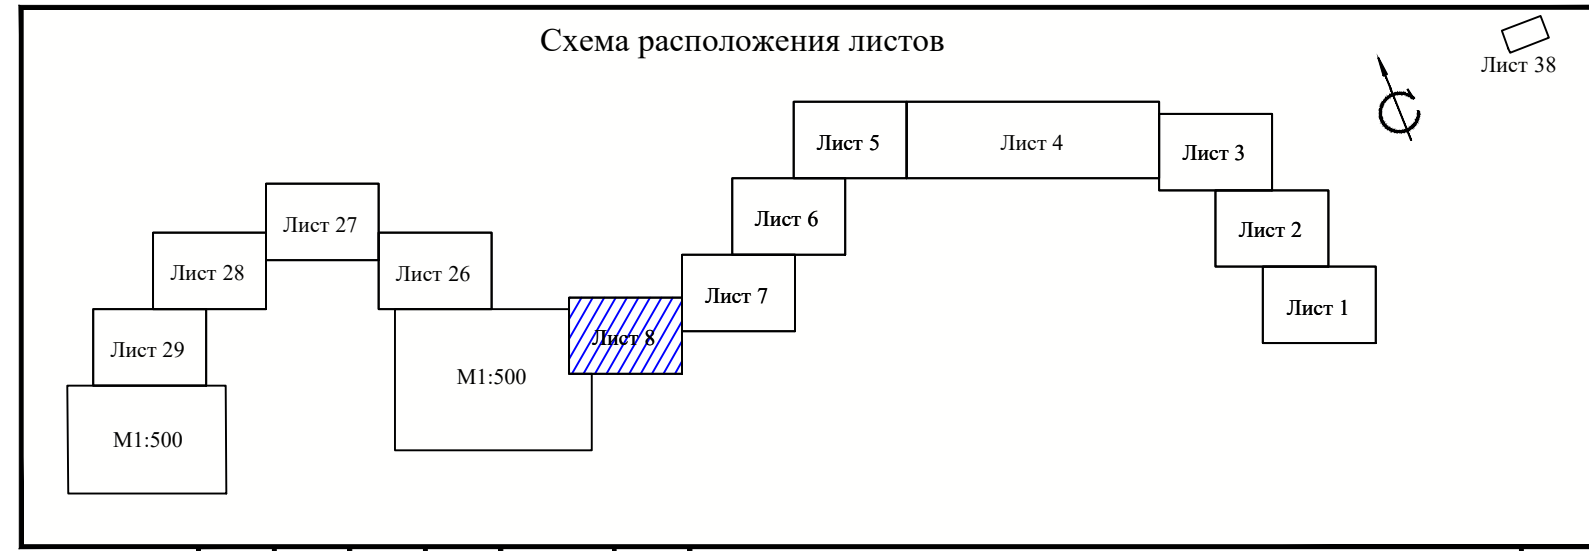 Схема расположения листов
Лист 38
Лист 5
Лист 4
Лист 3
Лист 27
Лист 6
Лист 2
Лист 28
Лист 26
Лист 7
Лист 1
Лист 29
Лист 8
М1:500
М1:500